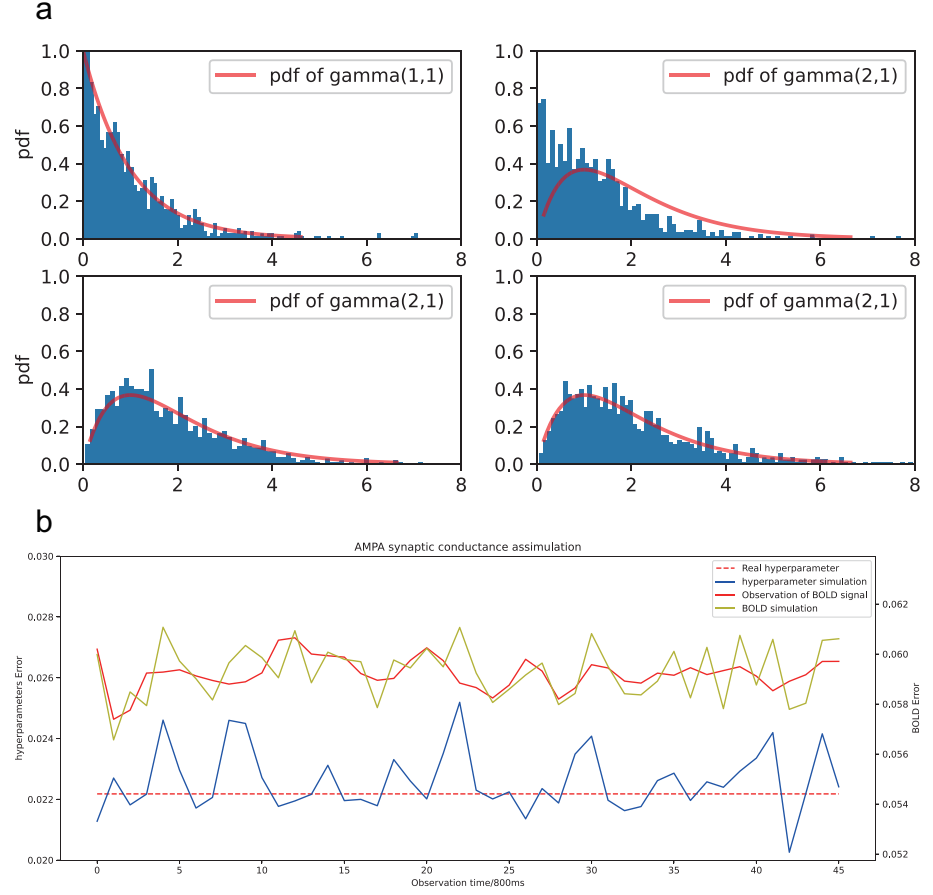 a
1.0
0.8
0.6
0.4
0.2
0.0
pdf
0 2 4 6 8
pdf of gamma(1,1)
1.0
0.8
0.6
0.4
0.2
0.0
0 2 4 6 8
pdf of gamma(2,1)
1.0
0.8
0.6
0.4
0.2
0.0
pdf
0 2 4 6 8
pdf of gamma(2,1)
1.0
0.8
0.6
0.4
0.2
0.0
0 2 4 6 8
pdf of gamma(2,1)
b
AMPA synaptic conductance assimulation
0.030
0.028
0.026
0.024
0.022
0.020
hyperparameters Error
Real hyperparameter
hyperparameter simulation
Observation of BOLD signal
BOLD simulation
0.062
0.060
0.058
0.056
0.054
0.052
BOLD Error
0 5 10 15 20 25 30 35 40 45
Observation time/800ms